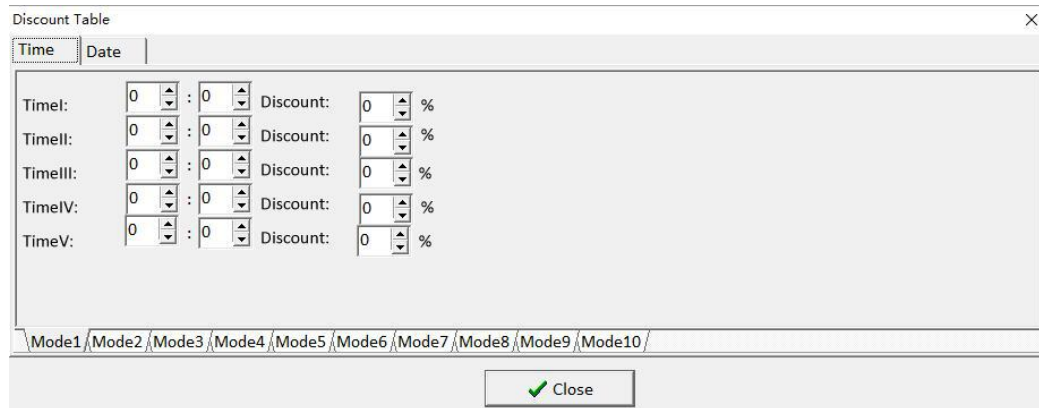 Discount Table
Time Date
TimeI: 0 : 0 Discount: 0 %
TimeII: 0 : 0 Discount: 0 %
TimeIII: 0 : 0 Discount: 0 %
TimeIV: 0 : 0 Discount: 0 %
TimeV: 0 : 0 Discount: 0 %
Mode1 Mode2 Mode3 Mode4 Mode5 Mode6 Mode7 Mode8 Mode9 Mode10
Close